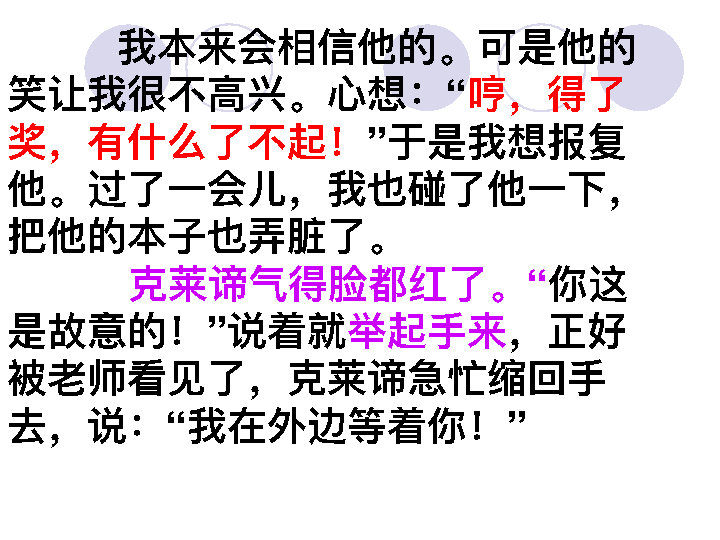 我本来会相信他的。可是他的
笑让我很不高兴。心想：“哼，得了
奖，有什么了不起！”于是我想报复
他。过了一会儿，我也碰了他一下，
把他的本子也弄脏了。
克莱谛气得脸都红了。“你这
是故意的！”说着就举起手来，正好
被老师看见了，克莱谛急忙缩回手
去，说：“我在外边等着你！”